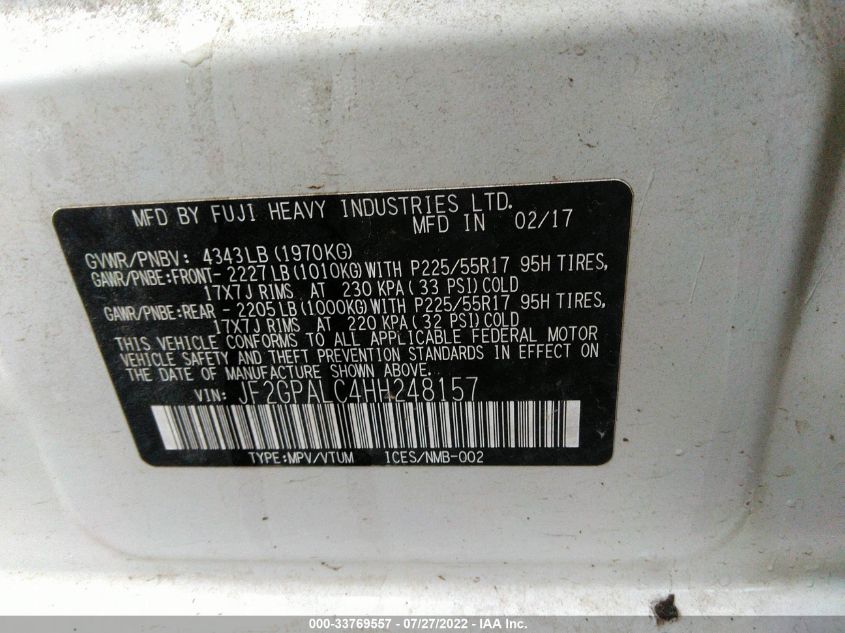 MFD BY FUJI HEAVY INDUSTRIES LTD.
MFD IN 02/17
GVWR/PNBV: 4343LB (1970KG)
GAWR/PNBE:FRONT- 2227LB (1010KG) WITH P225/55R17 95H TIRES,
17X7J RIMS AT 230 KPA (33 PSI) COLD
GAWR/PNBE:REAR - 2205LB (1000KG) WITH P225/55R17 95H TIRES,
17X7J RIMS AT 220 KPA (32 PSI) COLD
THIS VEHICLE CONFORMS TO ALL APPLICABLE FEDERAL MOTOR
VEHICLE SAFETY AND THEFT PREVENTION STANDARDS IN EFFECT ON
THE DATE OF MANUFACTURE SHOWN ABOVE.
VIN: JF2GPALC4HH248157
TYPE:MPV/VTUM ICES/NMB-002
000-33769557 - 07/27/2022 - IAA Inc.